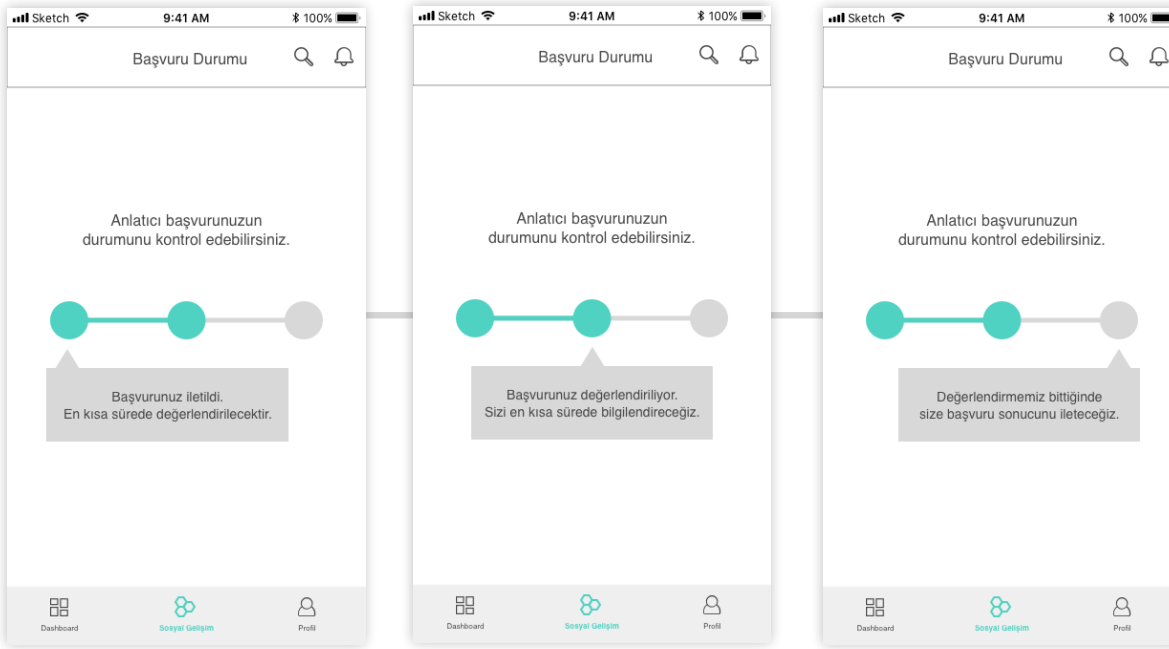 Sketch 9:41 AM 100%
Başvuru Durumu
Anlatıcı başvurunuzun
durumunu kontrol edebilirsiniz.
Başvurunuz iletildi.
En kısa sürede değerlendirilecektir.
Dashboard Sosyal Gelişim Profil
Sketch 9:41 AM 100%
Başvuru Durumu
Anlatıcı başvurunuzun
durumunu kontrol edebilirsiniz.
Başvurunuz değerlendiriliyor.
Sizi en kısa sürede bilgilendireceğiz.
Dashboard Sosyal Gelişim Profil
Sketch 9:41 AM 100%
Başvuru Durumu
Anlatıcı başvurunuzun
durumunu kontrol edebilirsiniz.
Değerlendirmemiz bittiğinde
size başvuru sonucunu ileteceğiz.
Dashboard Sosyal Gelişim Profil